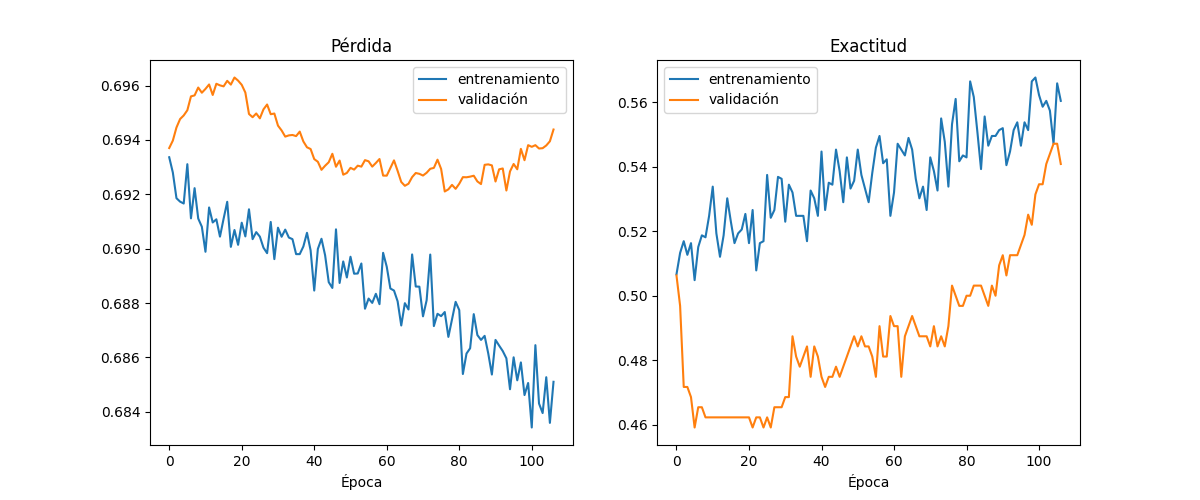 Pérdida
entrenamiento
validación
0.696
0.694
0.692
0.690
0.688
0.686
0.684
0 20 40 60 80 100
Época
Exactitud
entrenamiento
validación
0.56
0.54
0.52
0.50
0.48
0.46
0 20 40 60 80 100
Época